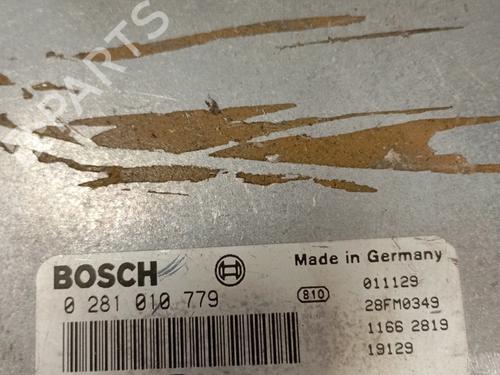 PARTS
BOSCH
Made in Germany
0 281 010 779
810
011129
28FM0349
1166 2819
19129